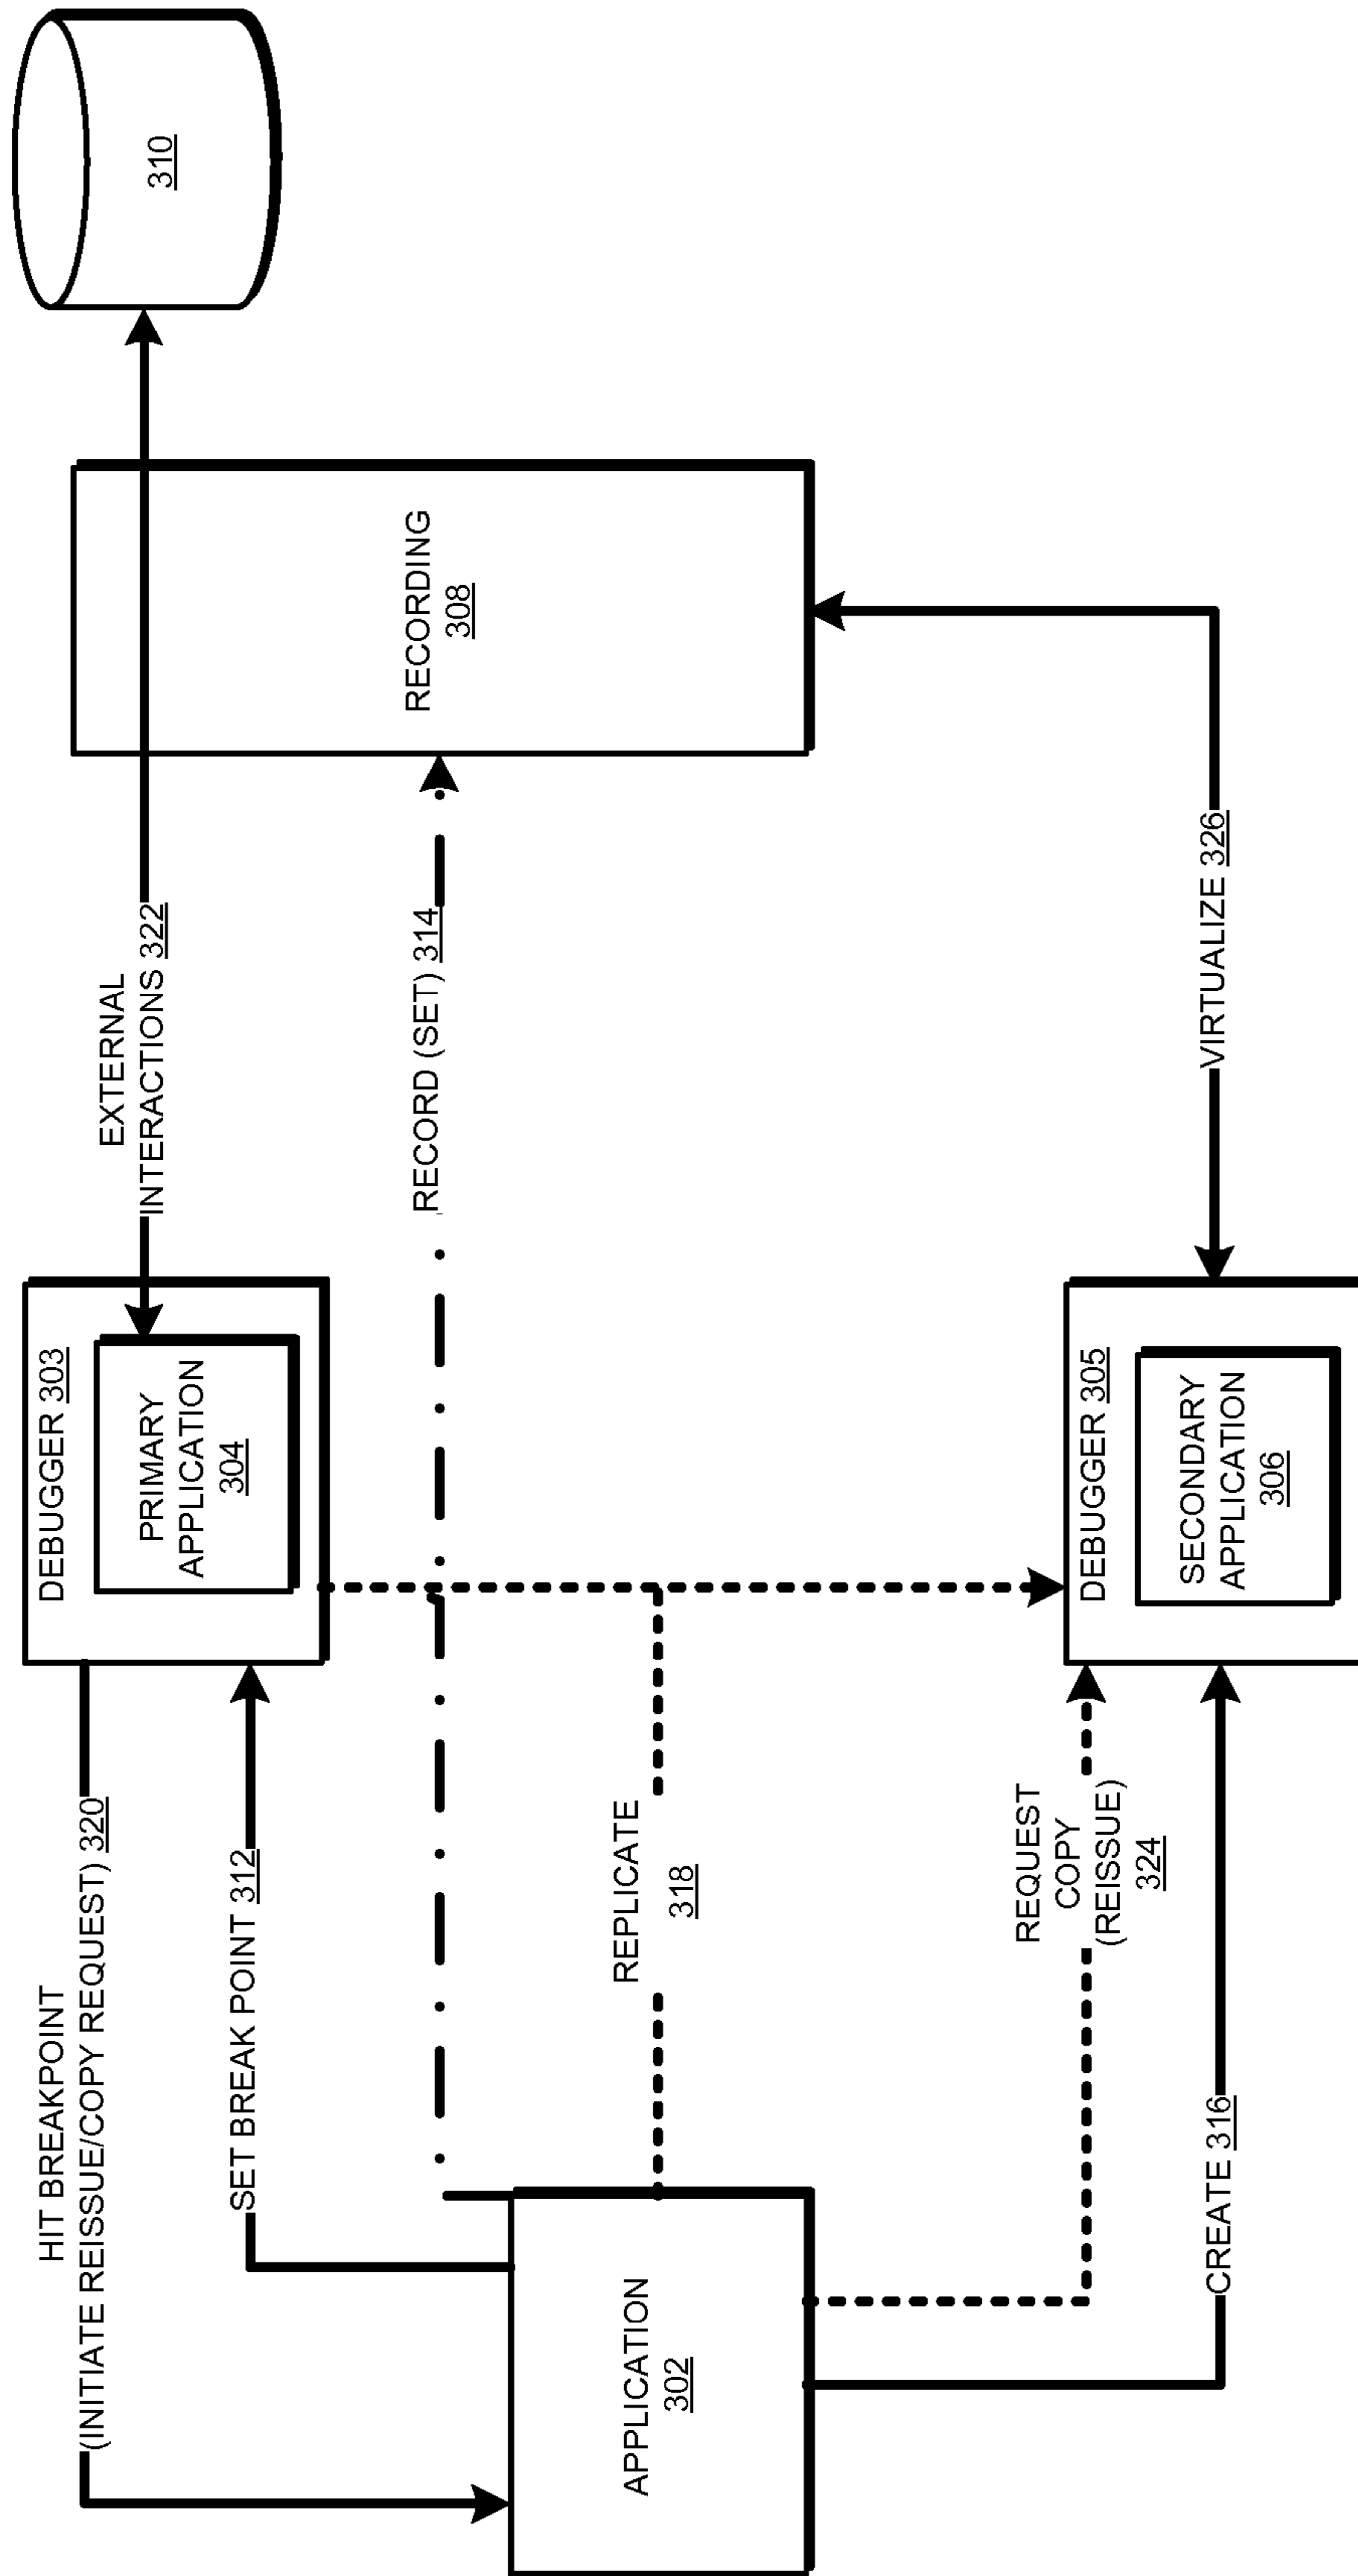 HIT BREAKPOINT
(INITIATE REISSUE/COPY REQUEST) 320
DEBUGGER 303
PRIMARY
APPLICATION
304
EXTERNAL
INTERACTIONS 322
310
SET BREAK POINT 312
RECORD (SET) 314
RECORDING
308
APPLICATION
302
REPLICATE
318
REQUEST
COPY
(REISSUE)
324
CREATE 316
DEBUGGER 305
SECONDARY
APPLICATION
306
VIRTUALIZE 326